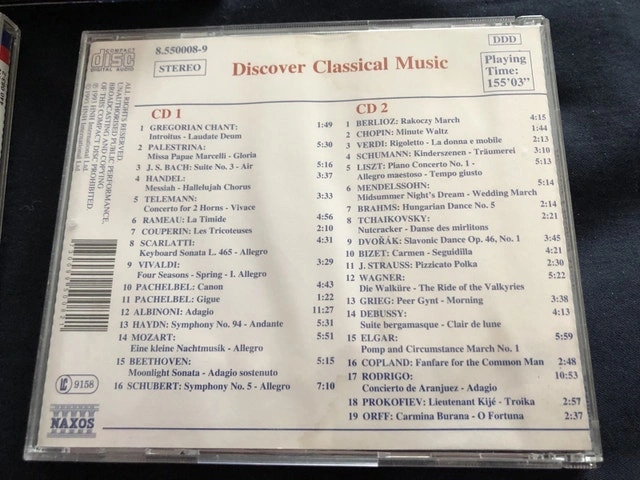 COMPACT
disc
DIGITAL AUDIO
8.550008-9
STEREO
Discover Classical Music
DDD
Playing
Time:
155'03"
ALL RIGHTS RESERVED.
UNAUTHORISED PUBLIC PERFORMANCE,
BROADCASTING AND COPYING
OF THIS COMPACT DISC PROHIBITED.
CD 1
1 GREGORIAN CHANT: 1:49
Introitus - Laudate Deum
2 PALESTRINA: 5:30
Missa Papae Marcelli - Gloria
3 J. S. BACH: Suite No. 3 - Air 5:16
4 HANDEL: 3:37
Messiah - Hallelujah Chorus
5 TELEMANN:
Concerto for 2 Horns - Vivace
6 RAMEAU: La Timide 4:56
7 COUPERIN: Les Tricoteuses 2:10
8 SCARLATTI: 4:31
Keyboard Sonata L. 465 - Allegro
9 VIVALDI: 3:29
Four Seasons - Spring - I. Allegro
10 PACHELBEL: Canon 4:43
11 PACHELBEL: Gigue 1:22
12 ALBINONI: Adagio 11:27
13 HAYDN: Symphony No. 94 - Andante 5:31
14 MOZART: 5:35
Eine kleine Nachtmusik - Allegro
15 BEETHOVEN: 5:15
Moonlight Sonata - Adagio sostenuto
16 SCHUBERT: Symphony No. 5 - Allegro 7:10
CD 2
1 BERLIOZ: Rakoczy March 4:15
2 CHOPIN: Minute Waltz 1:44
3 VERDI: Rigoletto - La donna e mobile 2:11
4 SCHUMANN: Kinderszenen - Träumerei 3:10
5 LISZT: Piano Concerto No. 1 - 5:13
Allegro maestoso - Tempo giusto
6 MENDELSSOHN: 5:14
Midsummer Night's Dream - Wedding March
7 BRAHMS: Hungarian Dance No. 5 2:14
8 TCHAIKOVSKY: 2:21
Nutcracker - Danse des mirlitons
9 DVOŘÁK: Slavonic Dance Op. 46, No. 1 3:45
10 BIZET: Carmen - Seguidilla 4:21
11 J. STRAUSS: Pizzicato Polka 2:30
12 WAGNER: 5:22
Die Walküre - The Ride of the Valkyries
13 GRIEG: Peer Gynt - Morning 3:38
14 DEBUSSY: 4:13
Suite bergamasque - Clair de lune
15 ELGAR: 5:59
Pomp and Circumstance March No. 1
16 COPLAND: Fanfare for the Common Man 2:48
17 RODRIGO: 10:53
Concierto de Aranjuez - Adagio
18 PROKOFIEV: Lieutenant Kijé - Troika 2:57
19 ORFF: Carmina Burana - O Fortuna 2:37
LC 9158
NAXOS